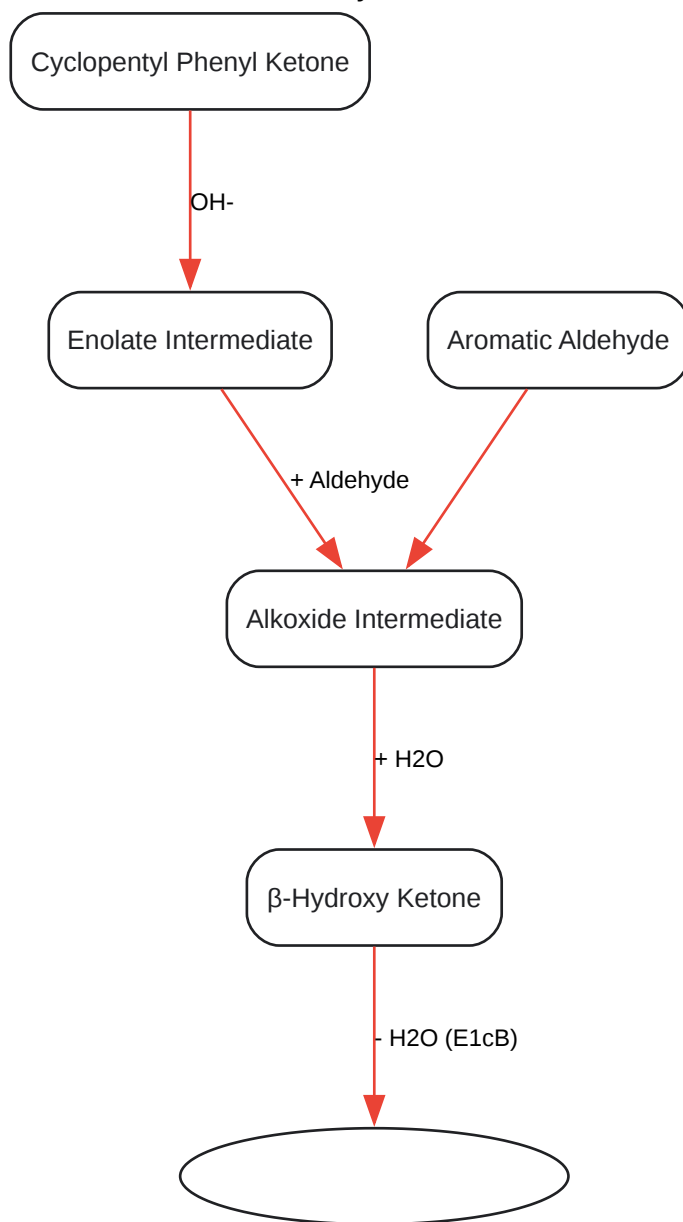 Cyclopentyl Phenyl Ketone
OH-
Enolate Intermediate
Aromatic Aldehyde
+ Aldehyde
Alkoxide Intermediate
+ H2O
β-Hydroxy Ketone
- H2O (E1cB)